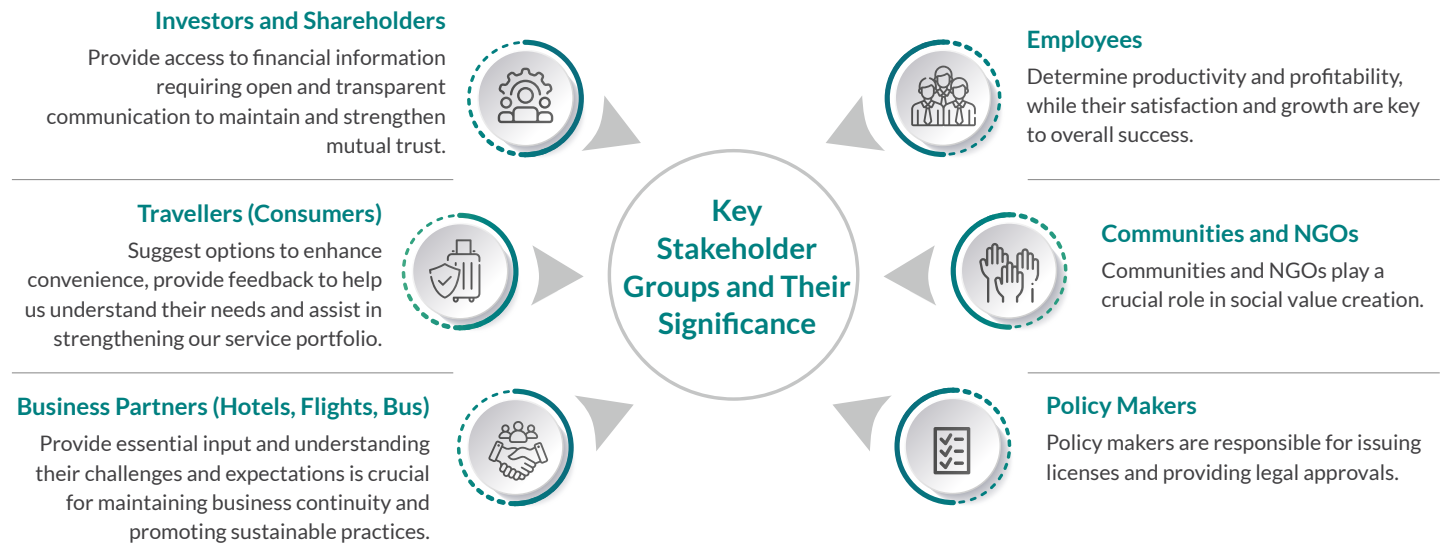 Investors and Shareholders
Provide access to financial information
requiring open and transparent
communication to maintain and strengthen
mutual trust.
Travellers (Consumers)
Suggest options to enhance
convenience, provide feedback to help
us understand their needs and assist in
strengthening our service portfolio.
Business Partners (Hotels, Flights, Bus)
Provide essential input and understanding
their challenges and expectations is crucial
for maintaining business continuity and
promoting sustainable practices.
Key
Stakeholder
Groups and Their
Significance
Employees
Determine productivity and profitability,
while their satisfaction and growth are key
to overall success.
Communities and NGOs
Communities and NGOs play a
crucial role in social value creation.
Policy Makers
Policy makers are responsible for issuing
licenses and providing legal approvals.